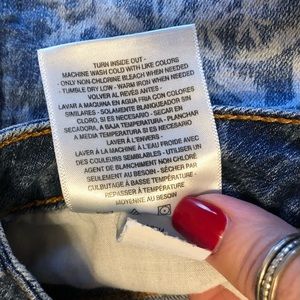 TURN INSIDE OUT -
MACHINE WASH COLD WITH LIKE COLORS
- ONLY NON-CHLORINE BLEACH WHEN NEEDED
- TUMBLE DRY LOW - WARM IRON WHEN NEEDED
VOLVER AL REVÉS ANTES -
LAVAR A MAQUINA EN AGUA FRIA CON COLORES
SIMILARES - SOLAMENTE BLANQUEADOR SIN
CLORO, SI ES NECESARIO - SECAR EN
SECADORA, A BAJA TEMPERATURA - PLANCHAR
A MEDIA TEMPERATURA SI ES NECESARIO
LAVER À L'ENVERS -
LAVER À LA MACHINE À L'EAU FROIDE AVEC
DES COULEURS SEMBLABLES - UTILISER UN
AGENT DE BLANCHIMENT NON CHLORÉ
SEULEMENT AU BESOIN - SÉCHER PAR
CULBUTAGE À BASSE TEMPÉRATURE -
REPASSER À TEMPÉRATURE
MOYENNE AU BESOIN